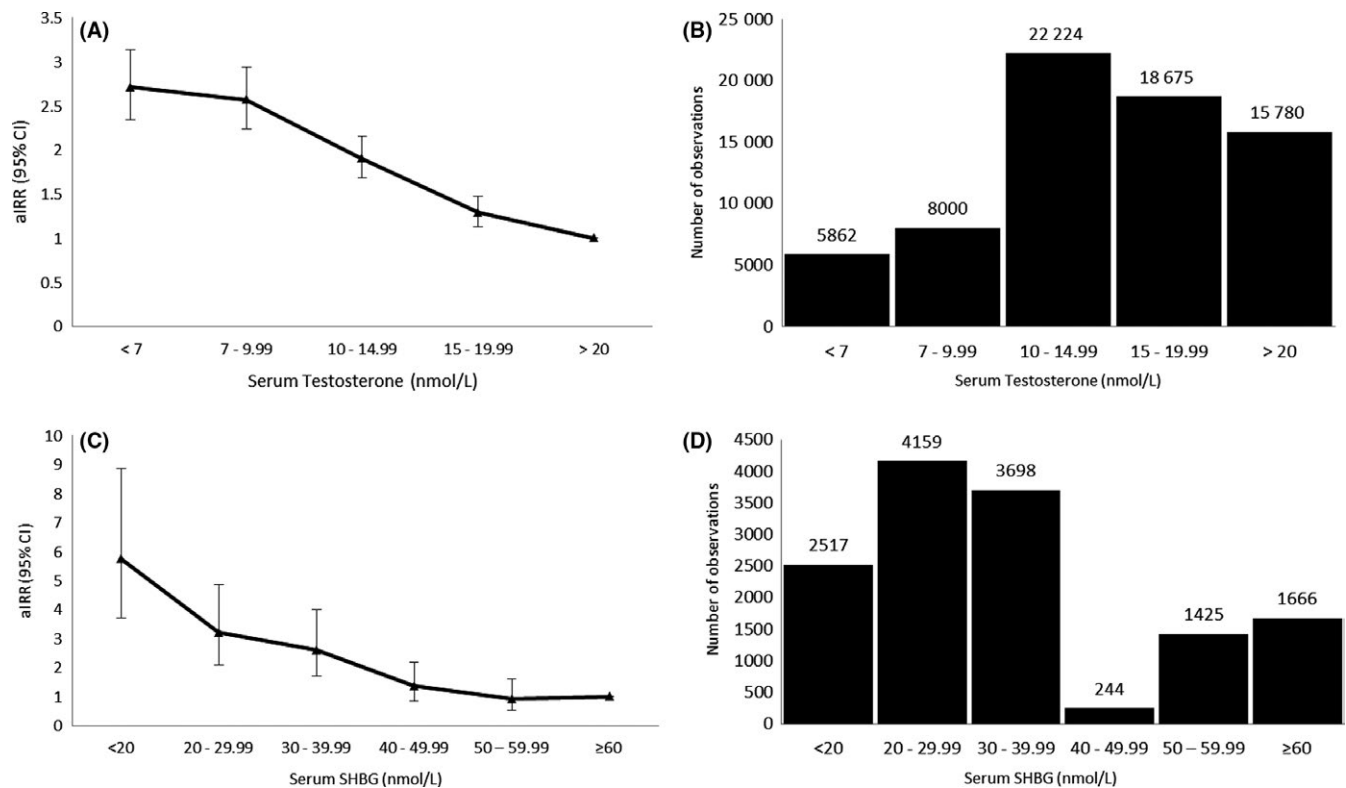 (A)
3.5
3
2.5
2
1.5
1
0.5
0
aIRR (95% CI)
< 7 7 - 9.99 10 - 14.99 15 - 19.99 > 20
Serum Testosterone (nmol/L)
(B)
25 000
20 000
15 000
10 000
5000
0
Number of observations
5862 8000 22 224 18 675 15 780
< 7 7 - 9.99 10 - 14.99 15 - 19.99 > 20
Serum Testosterone (nmol/L)
(C)
10
9
8
7
6
5
4
3
2
1
0
aIRR (95% CI)
<20 20 - 29.99 30 - 39.99 40 - 49.99 50 – 59.99 ≥60
Serum SHBG (nmol/L)
(D)
4500
4000
3500
3000
2500
2000
1500
1000
500
0
Number of observations
2517 4159 3698 244 1425 1666
<20 20 - 29.99 30 - 39.99 40 - 49.99 50 – 59.99 ≥60
Serum SHBG (nmol/L)